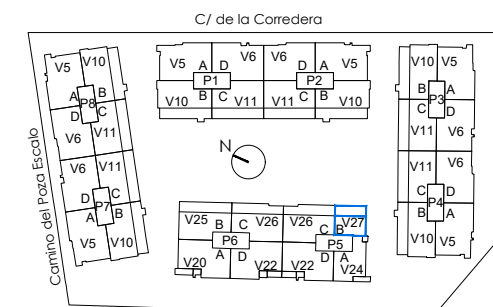 C/ de la Corredera
Camino del Poza Escalo
V5 A B V10
P8
D C
V6 V11
V6 V11
D C
P7
A B
V5 V10
V5 A V6 V6 D A V5
P1 P2
V10 B C V11 V11 C B V10
V10 V5
B A
P3
C D
V11 V6
V11 V6
C D
P4
B A
V10 V5
N
V25 B C V26 V26 C B V27
P6 P5
V20 A D V22 V22 D A V24